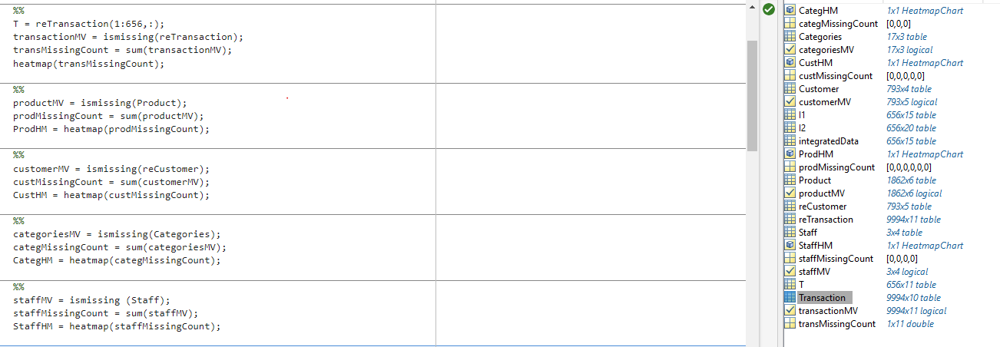 %%
T = reTransaction(1:656,:);
transactionMV = ismissing(reTransaction);
transMissingCount = sum(transactionMV);
heatmap(transMissingCount);
%%
productMV = ismissing(Product);
prodMissingCount = sum(productMV);
ProdHM = heatmap(prodMissingCount);
%%
customerMV = ismissing(reCustomer);
custMissingCount = sum(customerMV);
CustHM = heatmap(custMissingCount);
%%
categoriesMV = ismissing(Categories);
categMissingCount = sum(categoriesMV);
CategHM = heatmap(categMissingCount);
%%
staffMV = ismissing (Staff);
staffMissingCount = sum(staffMV);
StaffHM = heatmap(staffMissingCount);
CategHM 1x1 HeatmapChart
categMissingCount [0,0,0]
Categories 17x3 table
categoriesMV 17x3 logical
CustHM 1x1 HeatmapChart
custMissingCount [0,0,0,0,0]
Customer 793x4 table
customerMV 793x5 logical
I1 656x15 table
I2 656x20 table
integratedData 656x15 table
ProdHM 1x1 HeatmapChart
prodMissingCount [0,0,0,0,0,0]
Product 1862x6 table
productMV 1862x6 logical
reCustomer 793x5 table
reTransaction 9994x11 table
Staff 3x4 table
StaffHM 1x1 HeatmapChart
staffMissingCount [0,0,0,0]
staffMV 3x4 logical
T 656x11 table
Transaction 9994x10 table
transactionMV 9994x11 logical
transMissingCount 1x11 double